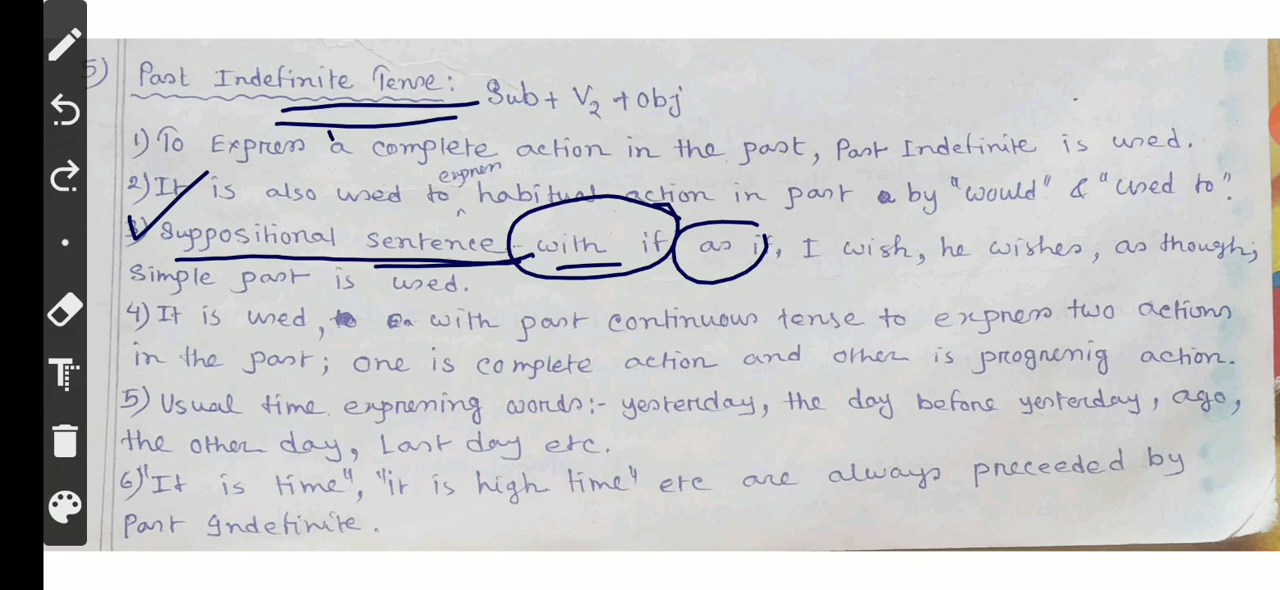 5) Past Indefinite Tense: Sub + V2 + Obj
1) To Express a complete action in the past, Past Indefinite is used.
2) It is also used to express habitual action in past by "would" & "used to".
3) Suppositional sentence - with if, as if, I wish, he wishes, as though;
Simple past is used.
4) It is used, with past continuous tense to express two actions
in the past; one is complete action and other is progressing action.
5) Usual time expressing words:- yesterday, the day before yesterday, ago,
the other day, Last day etc.
6) "It is time", "it is high time" etc are always preceeded by
Past Indefinite.